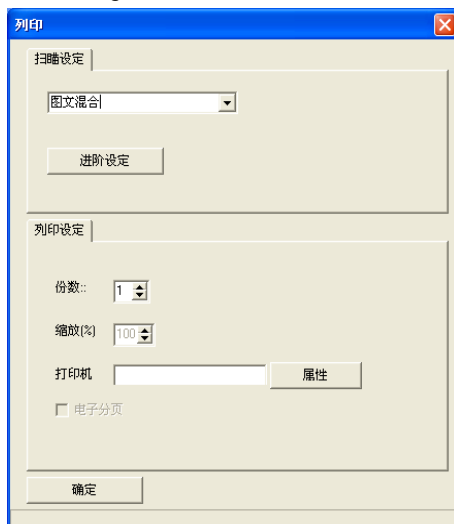 列印
扫瞄设定
图文混合
进阶设定
列印设定
份数::
1
缩放(%)
100
打印机
属性
电子分页
确定